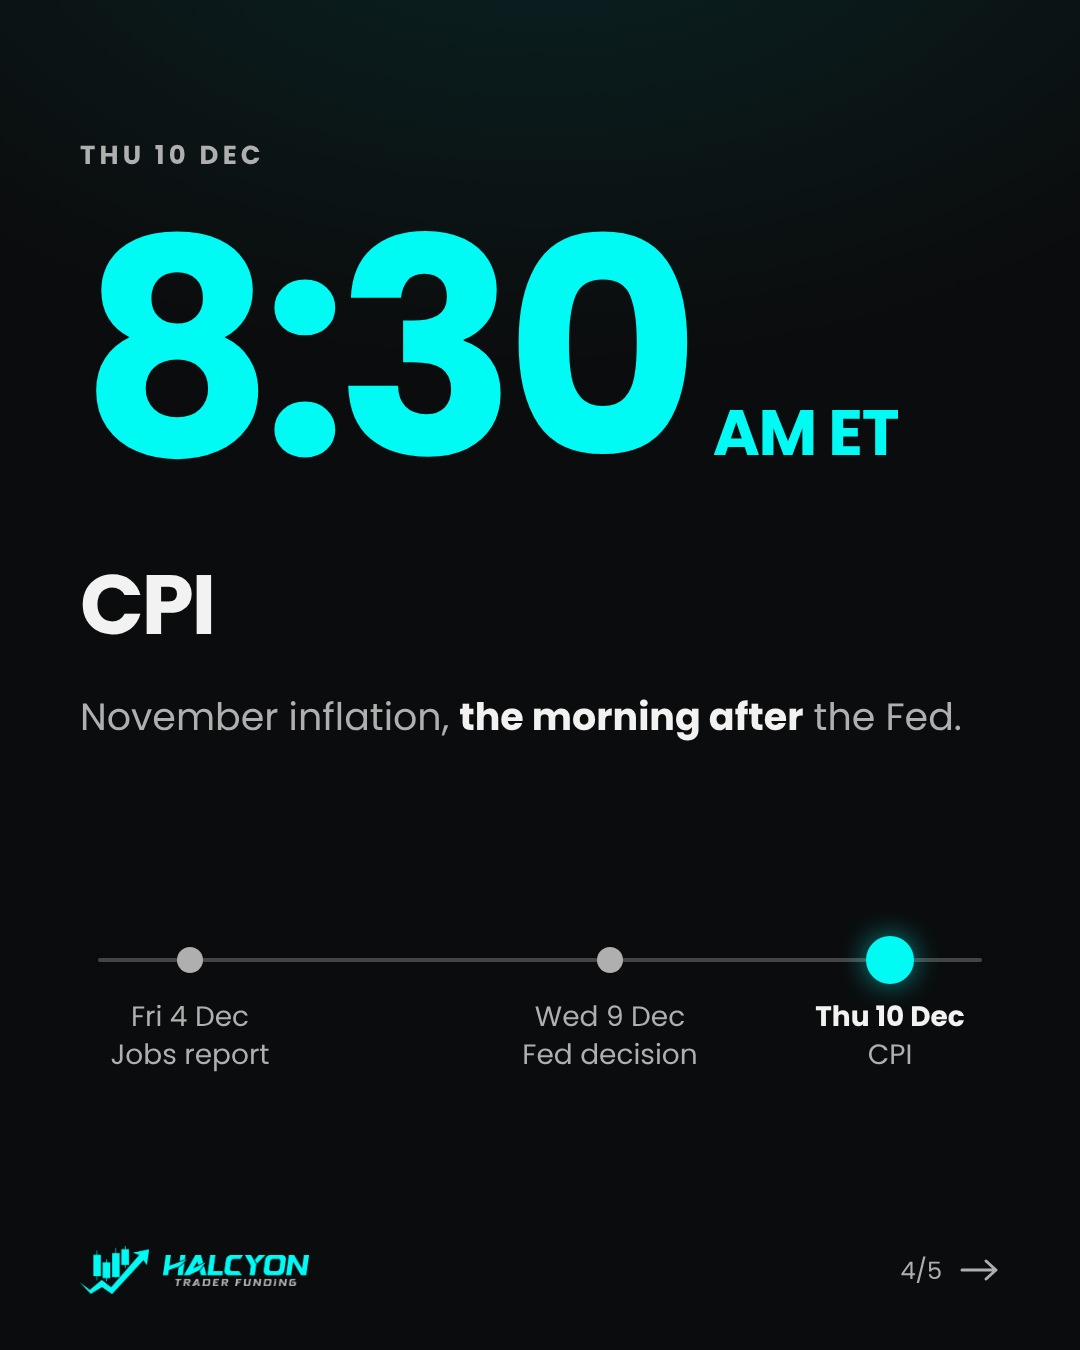 THU 10 DEC
8:30 AM ET
CPI
November inflation, the morning after the Fed.
Fri 4 Dec
Jobs report
Wed 9 Dec
Fed decision
Thu 10 Dec
CPI
HALCYON
TRADER FUNDING
4/5